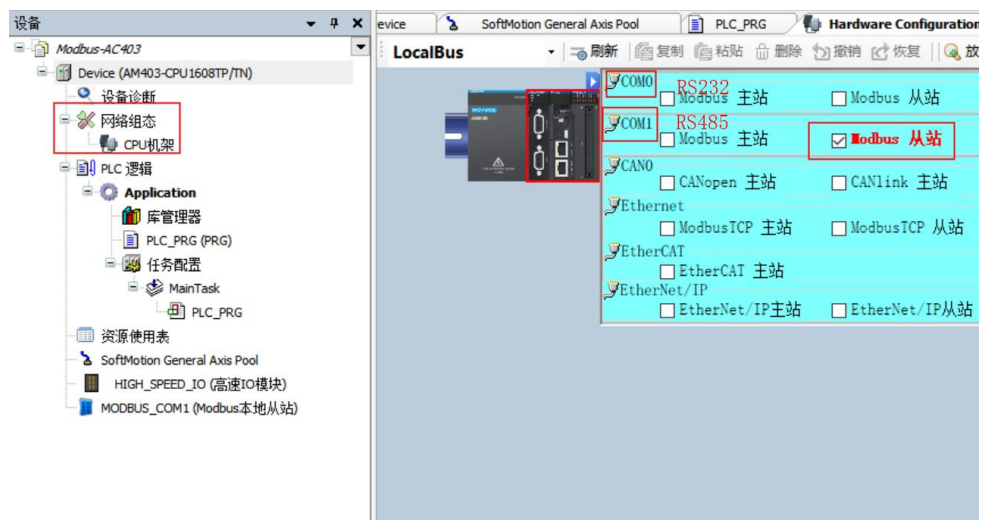 设备
Modbus-AC403
Device (AM403-CPU1608TP/TN)
设备诊断
网络组态
CPU机架
PLC 逻辑
Application
库管理器
PLC_PRG (PRG)
任务配置
MainTask
PLC_PRG
资源使用表
SoftMotion General Axis Pool
HIGH_SPEED_IO (高速IO模块)
MODBUS_COM1 (Modbus本地从站)
evice SoftMotion General Axis Pool PLC_PRG Hardware Configuration
LocalBus 刷新 复制 粘贴 删除 撤销 恢复 放
COM0 RS232
Modbus 主站 Modbus 从站
COM1 RS485
Modbus 主站 Modbus 从站
CAN0
CANopen 主站 CANlink 主站
Ethernet
ModbusTCP 主站 ModbusTCP 从站
EtherCAT
EtherCAT 主站
EtherNet/IP
EtherNet/IP主站 EtherNet/IP从站